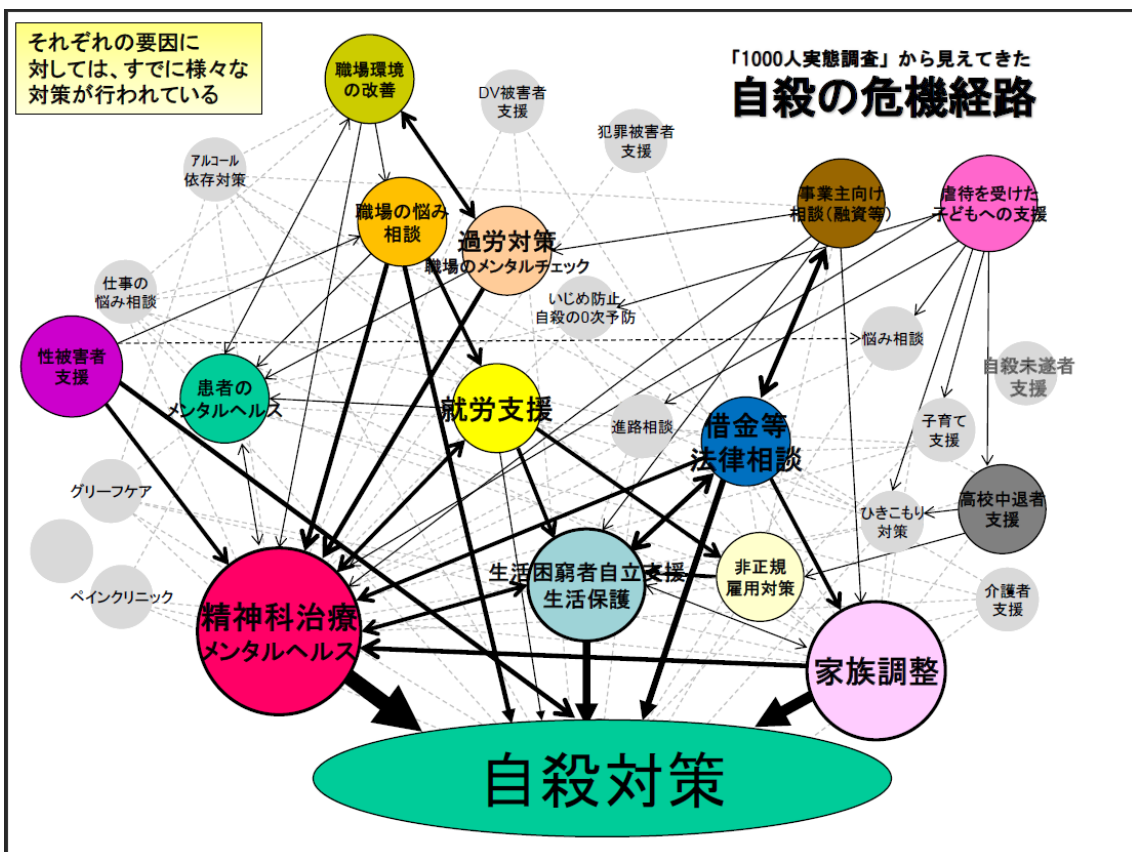 それぞれの要因に
対しては、すでに様々な
対策が行われている
「1000人実態調査」から見えてきた
自殺の危機経路
職場環境
の改善
DV被害者
支援
犯罪被害者
支援
アルコール
依存対策
職場の悩み
相談
過労対策
職場のメンタルチェック
事業主向け
相談(融資等)
虐待を受けた
子どもへの支援
仕事の
悩み相談
いじめ防止
自殺の0次予防
悩み相談
性被害者
支援
患者の
メンタルヘルス
就労支援
進路相談
借金等
法律相談
自殺未遂者
支援
子育て
支援
グリーフケア
ひきこもり
対策
高校中退者
支援
生活困窮者自立支援
生活保護
非正規
雇用対策
ペインクリニック
介護者
支援
精神科治療
メンタルヘルス
家族調整
自殺対策